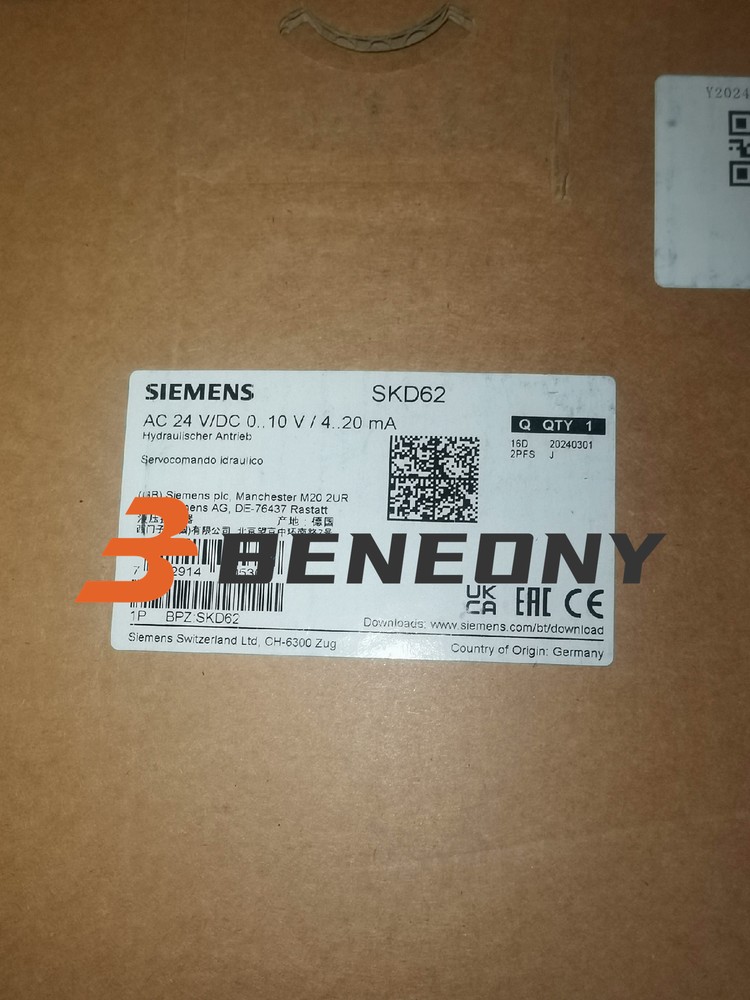 Y2024
SIEMENS
SKD62
AC 24 V/DC 0..10 V / 4..20 mA
Hydraulischer Antrieb
Q QTY 1
16D 20240301
2PFS J
Servocomando idraulico
Siemens plc, Manchester M20 2UR
AG, DE-76437 Rastatt
产地: 德国
BENEONY
7 2914
UK
CA
EAC CE
1P BPZ:SKD62
Downloads: www.siemens.com/bt/download
Siemens Switzerland Ltd, CH-6300 Zug
Country of Origin: Germany